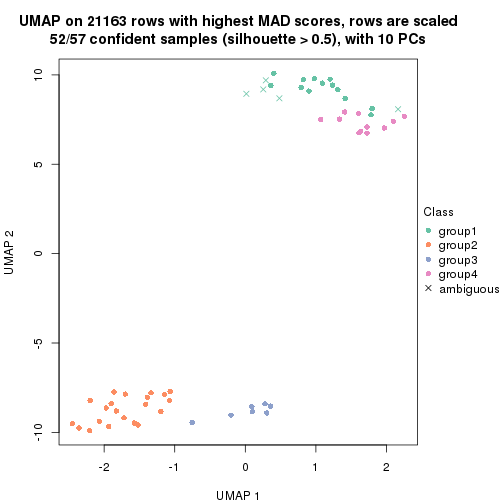 UMAP on 21163 rows with highest MAD scores, rows are scaled
52/57 confident samples (silhouette > 0.5), with 10 PCs
10
5
0
-5
-10
UMAP 2
-2
-1
0
1
2
UMAP 1
Class
group1
group2
group3
group4
ambiguous